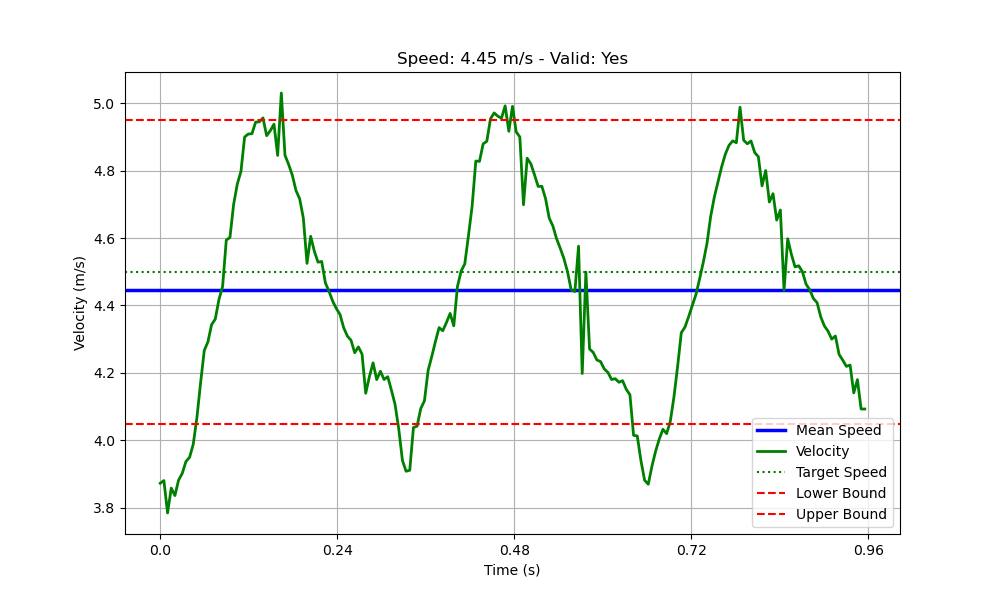 Speed: 4.45 m/s - Valid: Yes
Velocity (m/s)
5.0
4.8
4.6
4.4
4.2
4.0
3.8
0.0 0.24 0.48 0.72 0.96
Time (s)
Mean Speed
Velocity
Target Speed
Lower Bound
Upper Bound